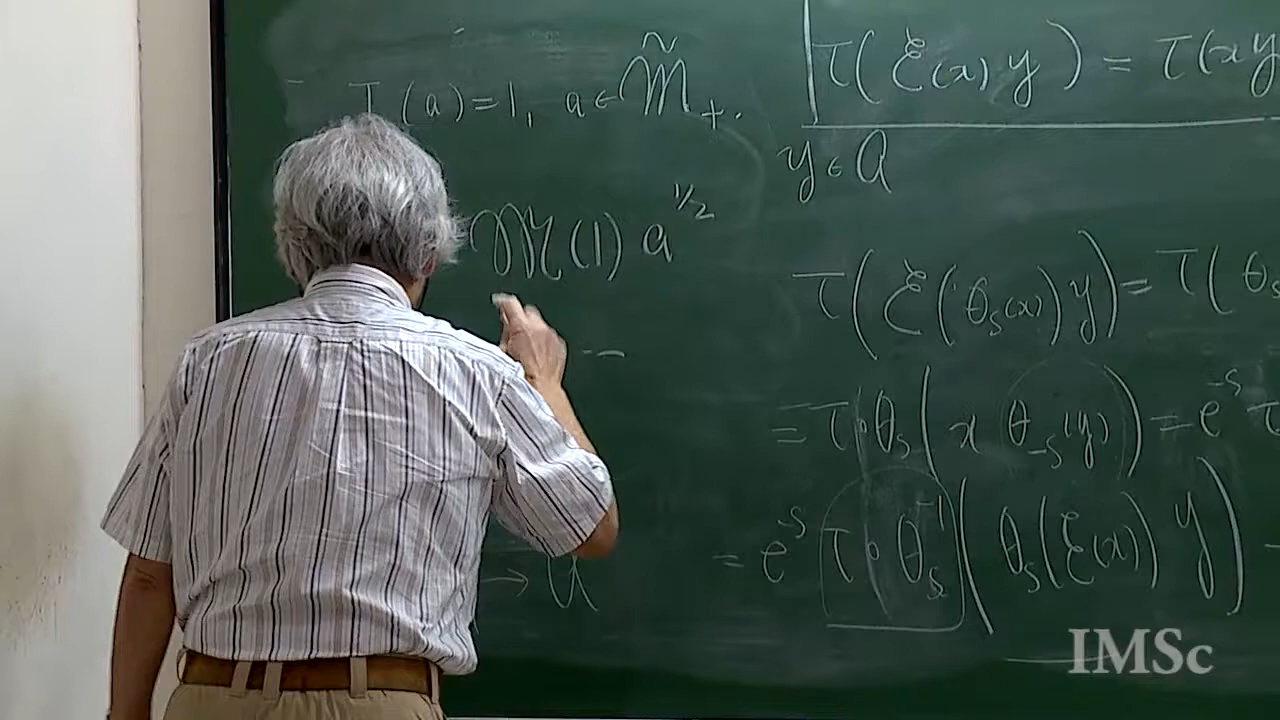 T (a) = 1, a ∈ M̃₊.
𝔐(1) a^{1/2}
→ a
τ(ℰ(x) y) = τ(xy
y ∈ a
τ(ℰ(θ_s(x)) y) = τ(θ_s
= τ∘θ_s(x θ_{-s}(y)) = e^{-s} τ
= e^{-s} τ∘θ_s^{-1}(θ_s(ℰ(x)) y) =
IMSc